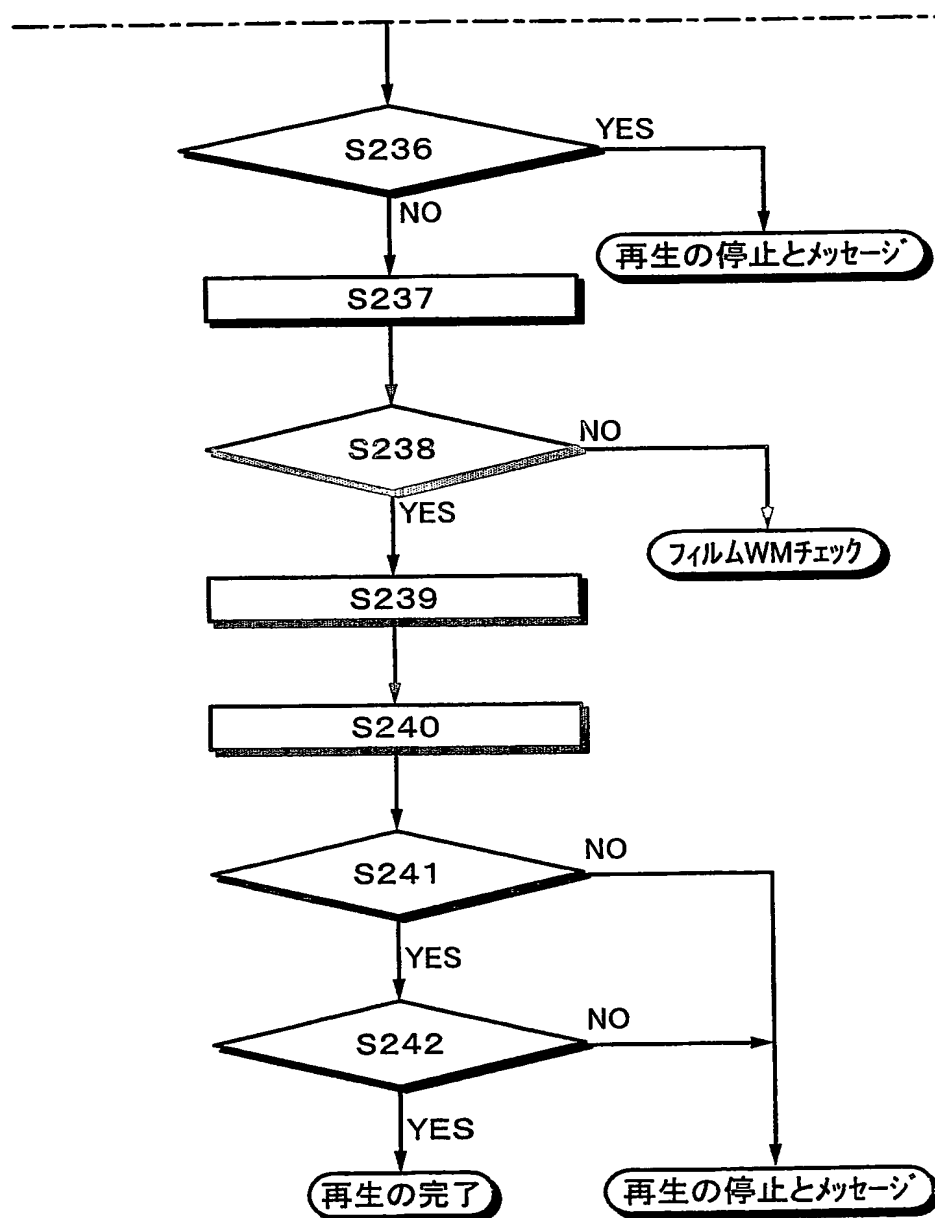 S236
YES
NO
再生の停止とメッセージ
S237
S238
NO
YES
フィルムWMチェック
S239
S240
S241
NO
YES
S242
NO
YES
再生の完了
再生の停止とメッセージ